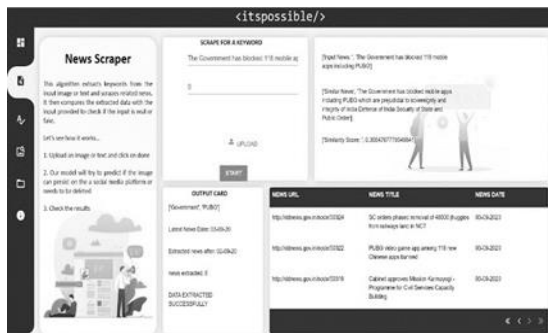 <itspossible/>
News Scraper
This algorithm extracts keywords from the
input image or text and scrapes related news.
It then compares the extracted data with the
input provided to check if the input is real or
fake.
Let's see how it works...
1. Upload an image or text and click on done
2. Our model will try to predict if the image
can persist on the a social media platform or
needs to be deleted
3. Check the results
SCRAPE FOR A KEYWORD
The Government has blocked 118 mobile ap
UPLOAD
START
['Input News: ', 'The Government has blocked 118 mobile
apps including PUBG']
['Similar News', 'The Government has blocked mobile apps
including PUBG which are prejudicial to sovereignty and
integrity of India Defence of India Security of State and
Public Order']
['Similarity Score: ',
OUTPUT CARD
['Government', 'PUBG']
Latest News Date:
Extracted news after:
news extracted:
DATA EXTRACTED
SUCCESSFULLY
NEWS URL NEWS TITLE NEWS DATE
SC orders phased removal of 48000 jhuggies
from railways land in NCT
PUBG video game app among 118 new
Chinese apps banned
Cabinet approves Mission Karmayogi -
Programme for Civil Services Capacity
Building